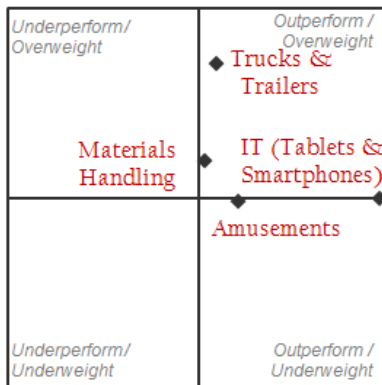 Underperform/
Overweight
Outperform /
Overweight
Trucks &
Trailers
Materials
Handling
IT (Tablets &
Smartphones)
Amusements
Underperform/
Underweight
Outperform /
Underweight